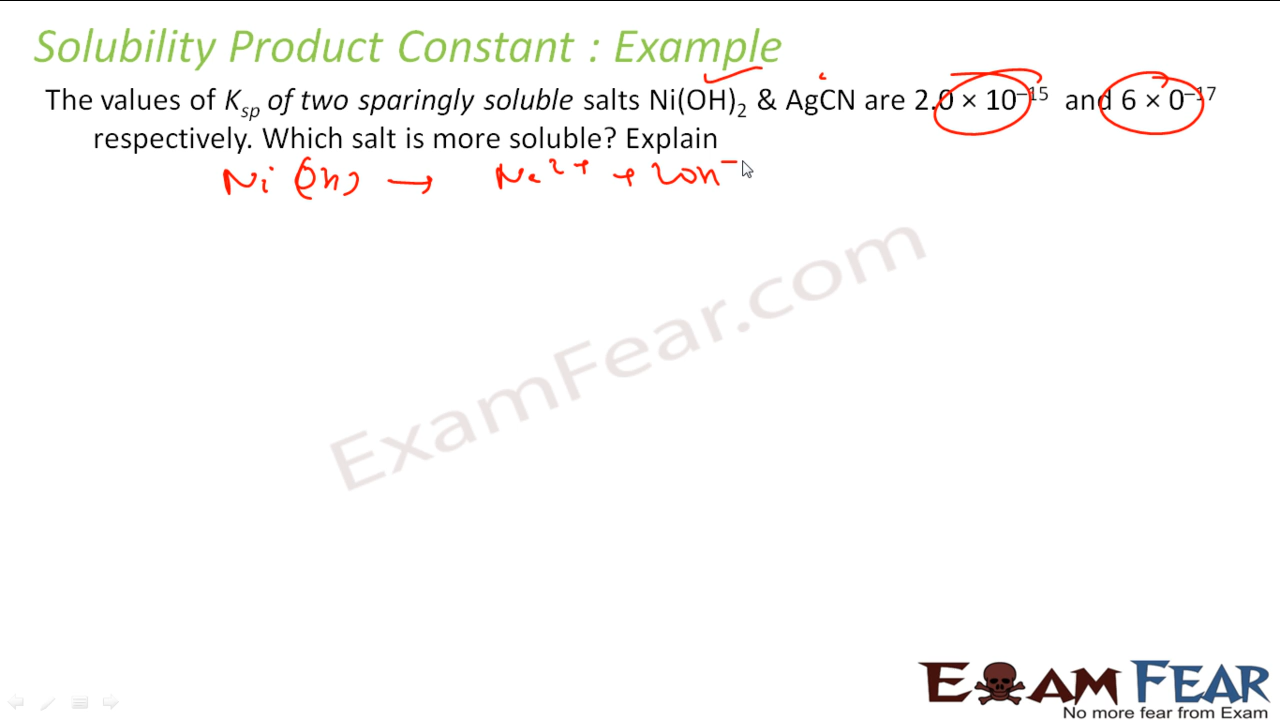 Solubility Product Constant : Example
The values of Ksp of two sparingly soluble salts Ni(OH)2 & AgCN are 2.0 × 10–15 and 6 × 0–17
respectively. Which salt is more soluble? Explain
Ni (OH) → Ne 2+ + 2OH–
ExamFear.com
EXAM FEAR
No more fear from Exam